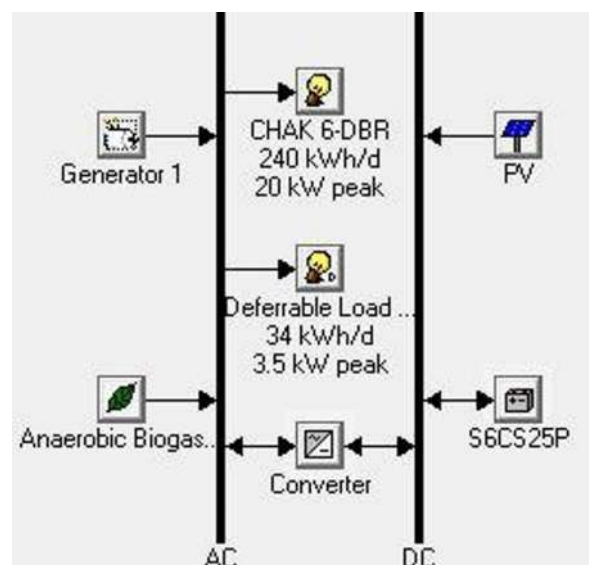 CHAK 6-DBR
240 kWh/d
20 kW peak
Generator 1
PV
Deferrable Load ...
34 kWh/d
3.5 kW peak
Anaerobic Biogas...
S6CS25P
Converter
AC
DC